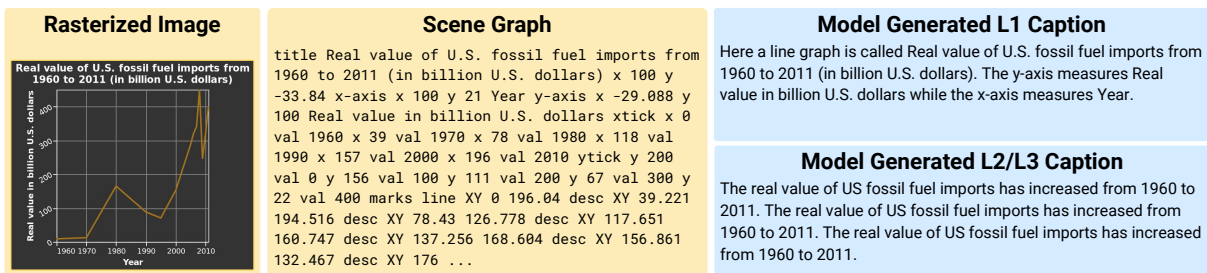 Rasterized Image
Real value of U.S. fossil fuel imports from
1960 to 2011 (in billion U.S. dollars)
Real value in billion U.S. dollars
400
300
200
100
0
1960 1970 1980 1990 2000 2010
Year
Scene Graph
title Real value of U.S. fossil fuel imports from
1960 to 2011 (in billion U.S. dollars) x 100 y
-33.84 x-axis x 100 y 21 Year y-axis x -29.088 y
100 Real value in billion U.S. dollars xtick x 0
val 1960 x 39 val 1970 x 78 val 1980 x 118 val
1990 x 157 val 2000 x 196 val 2010 ytick y 200
val 0 y 156 val 100 y 111 val 200 y 67 val 300 y
22 val 400 marks line XY 0 196.04 desc XY 39.221
194.516 desc XY 78.43 126.778 desc XY 117.651
160.747 desc XY 137.256 168.604 desc XY 156.861
132.467 desc XY 176 ...
Model Generated L1 Caption
Here a line graph is called Real value of U.S. fossil fuel imports from
1960 to 2011 (in billion U.S. dollars). The y-axis measures Real
value in billion U.S. dollars while the x-axis measures Year.
Model Generated L2/L3 Caption
The real value of US fossil fuel imports has increased from 1960 to
2011. The real value of US fossil fuel imports has increased from
1960 to 2011. The real value of US fossil fuel imports has increased
from 1960 to 2011.